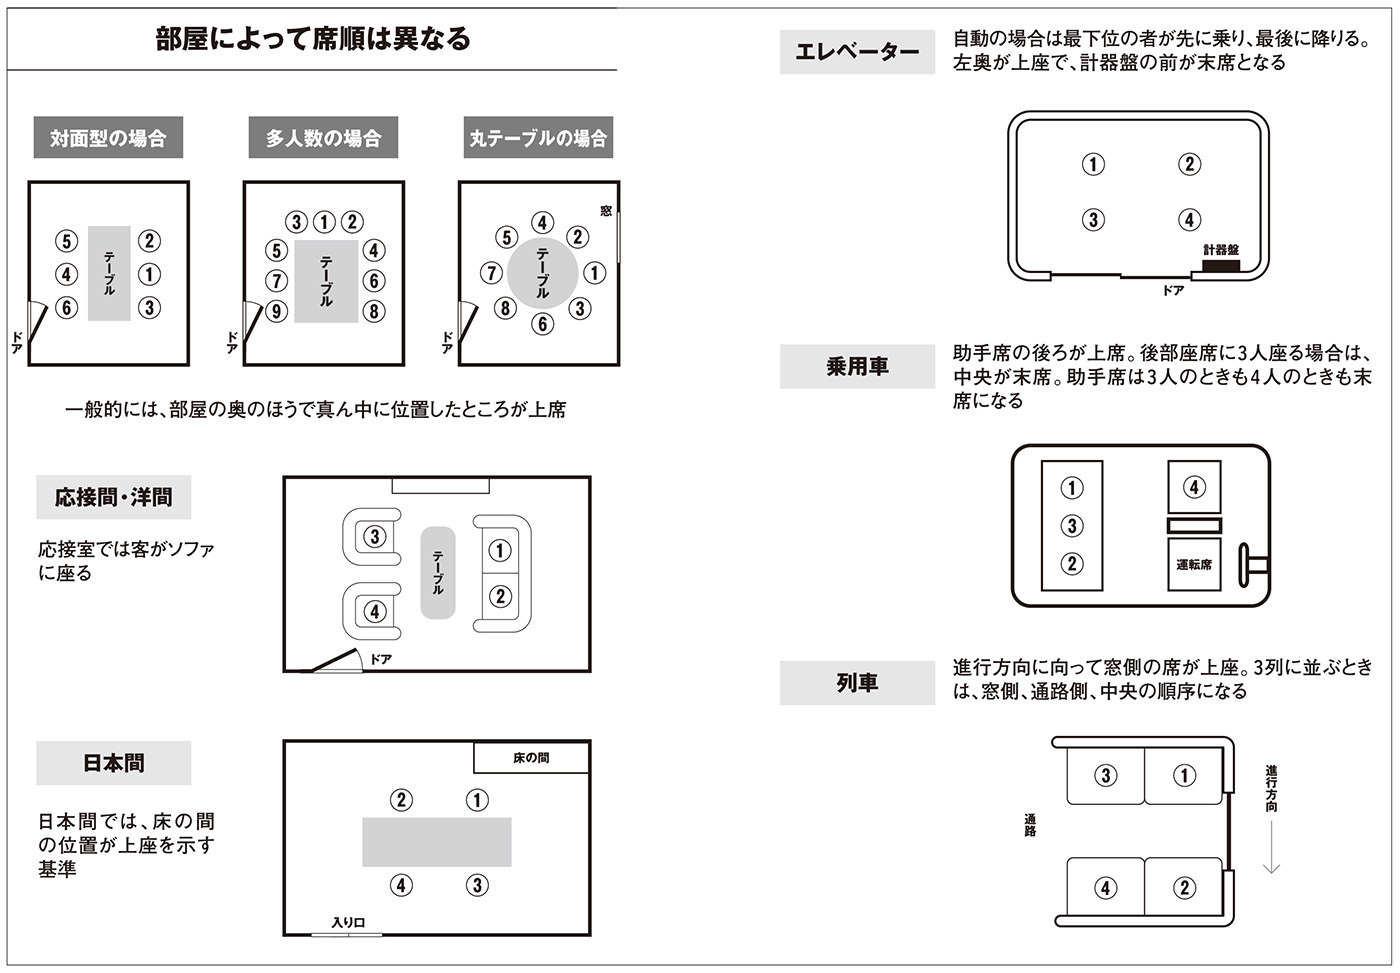 部屋によって席順は異なる
対面型の場合
多人数の場合
丸テーブルの場合
⑤ ②
④ テーブル ①
⑥ ③
ドア
③ ① ②
⑤ ④
⑦ テーブル ⑥
⑨ ⑧
ドア
窓
④
⑤ ②
⑦ テーブル ①
⑧ ③
⑥
ドア
一般的には、部屋の奥のほうで真ん中に位置したところが上席
応接間・洋間
応接室では客がソファ
に座る
③ ①
テーブル
④ ②
ドア
日本間
日本間では、床の間
の位置が上座を示す
基準
床の間
② ①
④ ③
入り口
エレベーター
自動の場合は最下位の者が先に乗り、最後に降りる。
左奥が上座で、計器盤の前が末席となる
① ②
③ ④
計器盤
ドア
乗用車
助手席の後ろが上席。後部座席に3人座る場合は、
中央が末席。助手席は3人のときも4人のときも末
席になる
① ④
③
② 運転席
列車
進行方向に向って窓側の席が上座。3列に並ぶとき
は、窓側、通路側、中央の順序になる
③ ①
進行方向
通路
④ ②